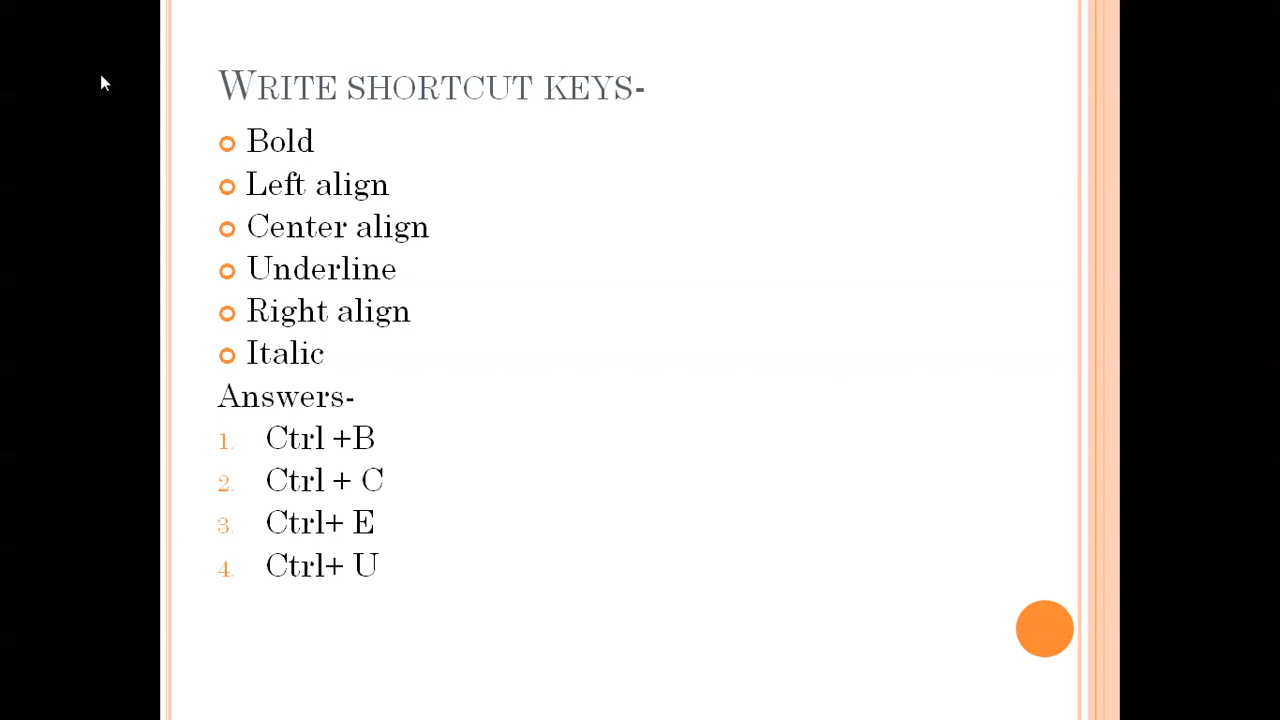 Write shortcut keys-
Bold
Left align
Center align
Underline
Right align
Italic
Answers-
1. Ctrl +B
2. Ctrl + C
3. Ctrl+ E
4. Ctrl+ U